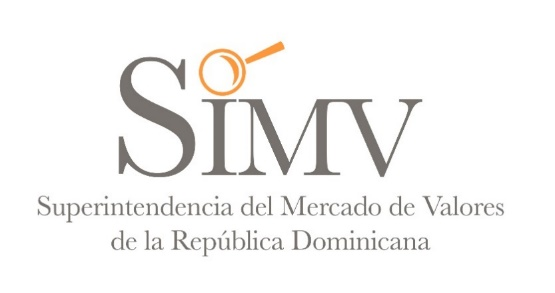 SIMV
Superintendencia del Mercado de Valores
de la República Dominicana